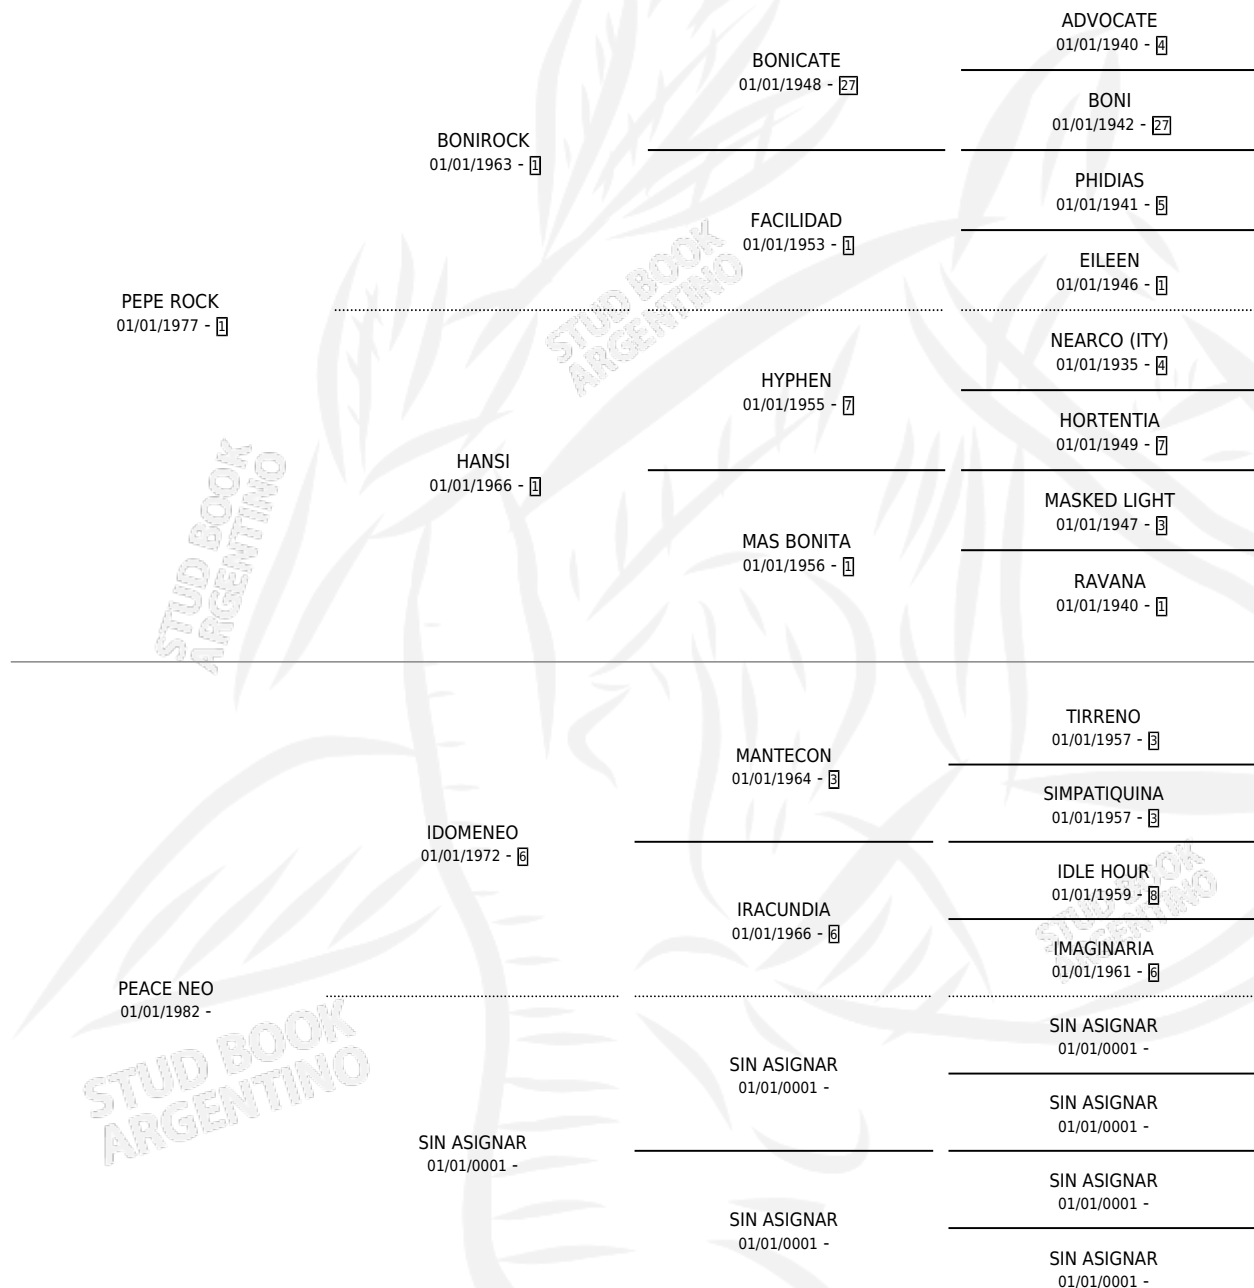 PEPE ROCK
01/01/1977 - 1
BONIROCK
01/01/1963 - 1
HANSI
01/01/1966 - 1
BONICATE
01/01/1948 - 27
FACILIDAD
01/01/1953 - 1
HYPHEN
01/01/1955 - 7
MAS BONITA
01/01/1956 - 1
ADVOCATE
01/01/1940 - 4
BONI
01/01/1942 - 27
PHIDIAS
01/01/1941 - 5
EILEEN
01/01/1946 - 1
NEARCO (ITY)
01/01/1935 - 4
HORTENTIA
01/01/1949 - 7
MASKED LIGHT
01/01/1947 - 3
RAVANA
01/01/1940 - 1
PEACE NEO
01/01/1982 -
IDOMENEO
01/01/1972 - 6
SIN ASIGNAR
01/01/0001 -
MANTECON
01/01/1964 - 3
IRACUNDIA
01/01/1966 - 6
SIN ASIGNAR
01/01/0001 -
SIN ASIGNAR
01/01/0001 -
TIRRENO
01/01/1957 - 3
SIMPATIQUINA
01/01/1957 - 3
IDLE HOUR
01/01/1959 - 8
IMAGINARIA
01/01/1961 - 6
SIN ASIGNAR
01/01/0001 -
SIN ASIGNAR
01/01/0001 -
SIN ASIGNAR
01/01/0001 -
SIN ASIGNAR
01/01/0001 -
STUD BOOK
ARGENTINO
STUD BOOK
ARGENTINO
STUD BOOK
ARGENTINO
STUD BOOK
ARGENTINO